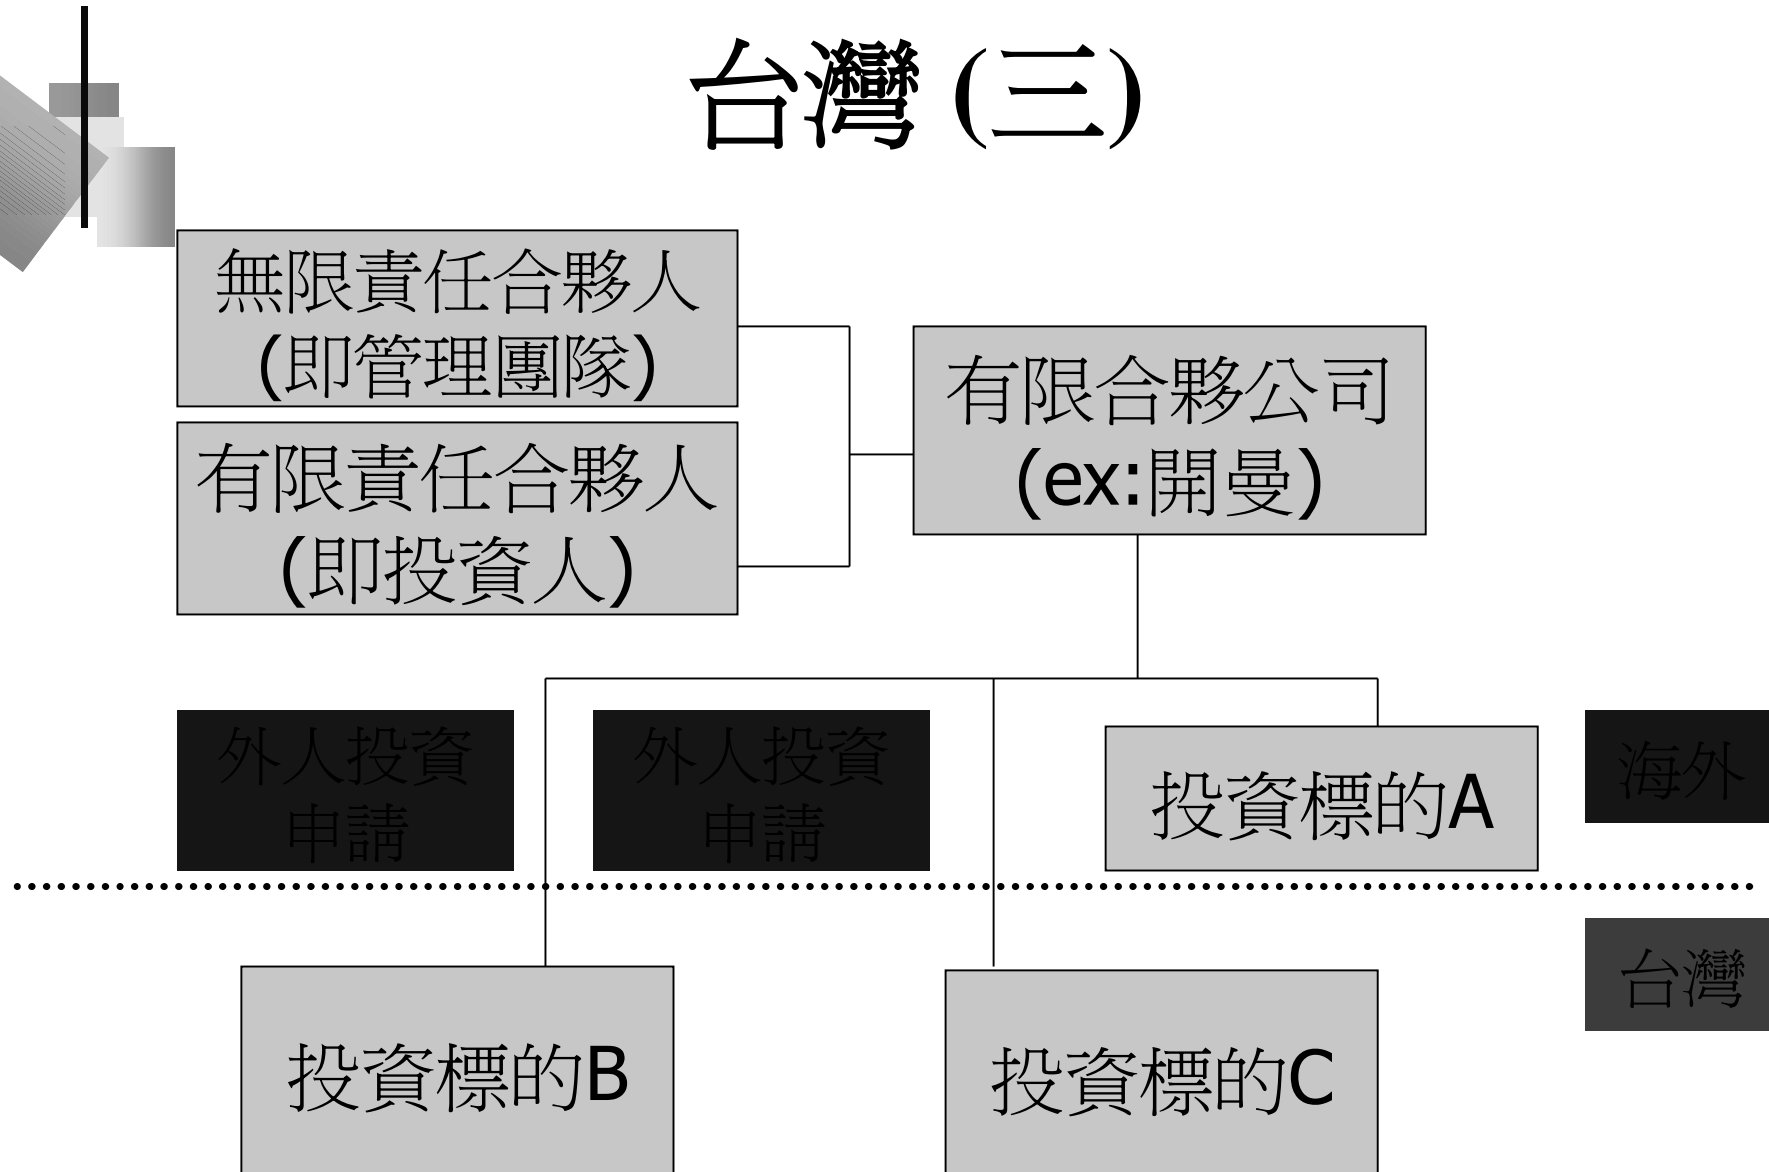 台灣 (三)
無限責任合夥人
(即管理團隊)
有限責任合夥人
(即投資人)
有限合夥公司
(ex:開曼)
外人投資
申請
外人投資
申請
投資標的A
海外
台灣
投資標的B
投資標的C